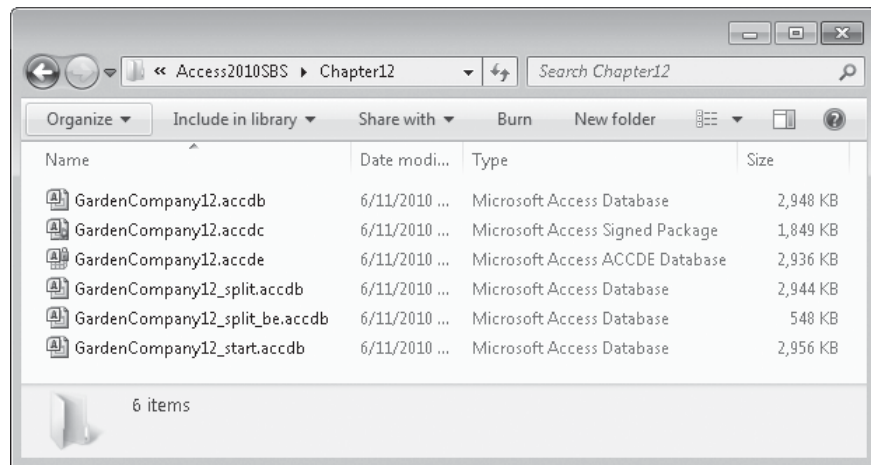 « Access2010SBS ▸ Chapter12
Search Chapter12
Organize ▾ Include in library ▾ Share with ▾ Burn New folder
Name Date modi... Type Size
GardenCompany12.accdb 6/11/2010 ... Microsoft Access Database 2,948 KB
GardenCompany12.accdc 6/11/2010 ... Microsoft Access Signed Package 1,849 KB
GardenCompany12.accde 6/11/2010 ... Microsoft Access ACCDE Database 2,936 KB
GardenCompany12_split.accdb 6/11/2010 ... Microsoft Access Database 2,944 KB
GardenCompany12_split_be.accdb 6/11/2010 ... Microsoft Access Database 548 KB
GardenCompany12_start.accdb 6/11/2010 ... Microsoft Access Database 2,956 KB
6 items